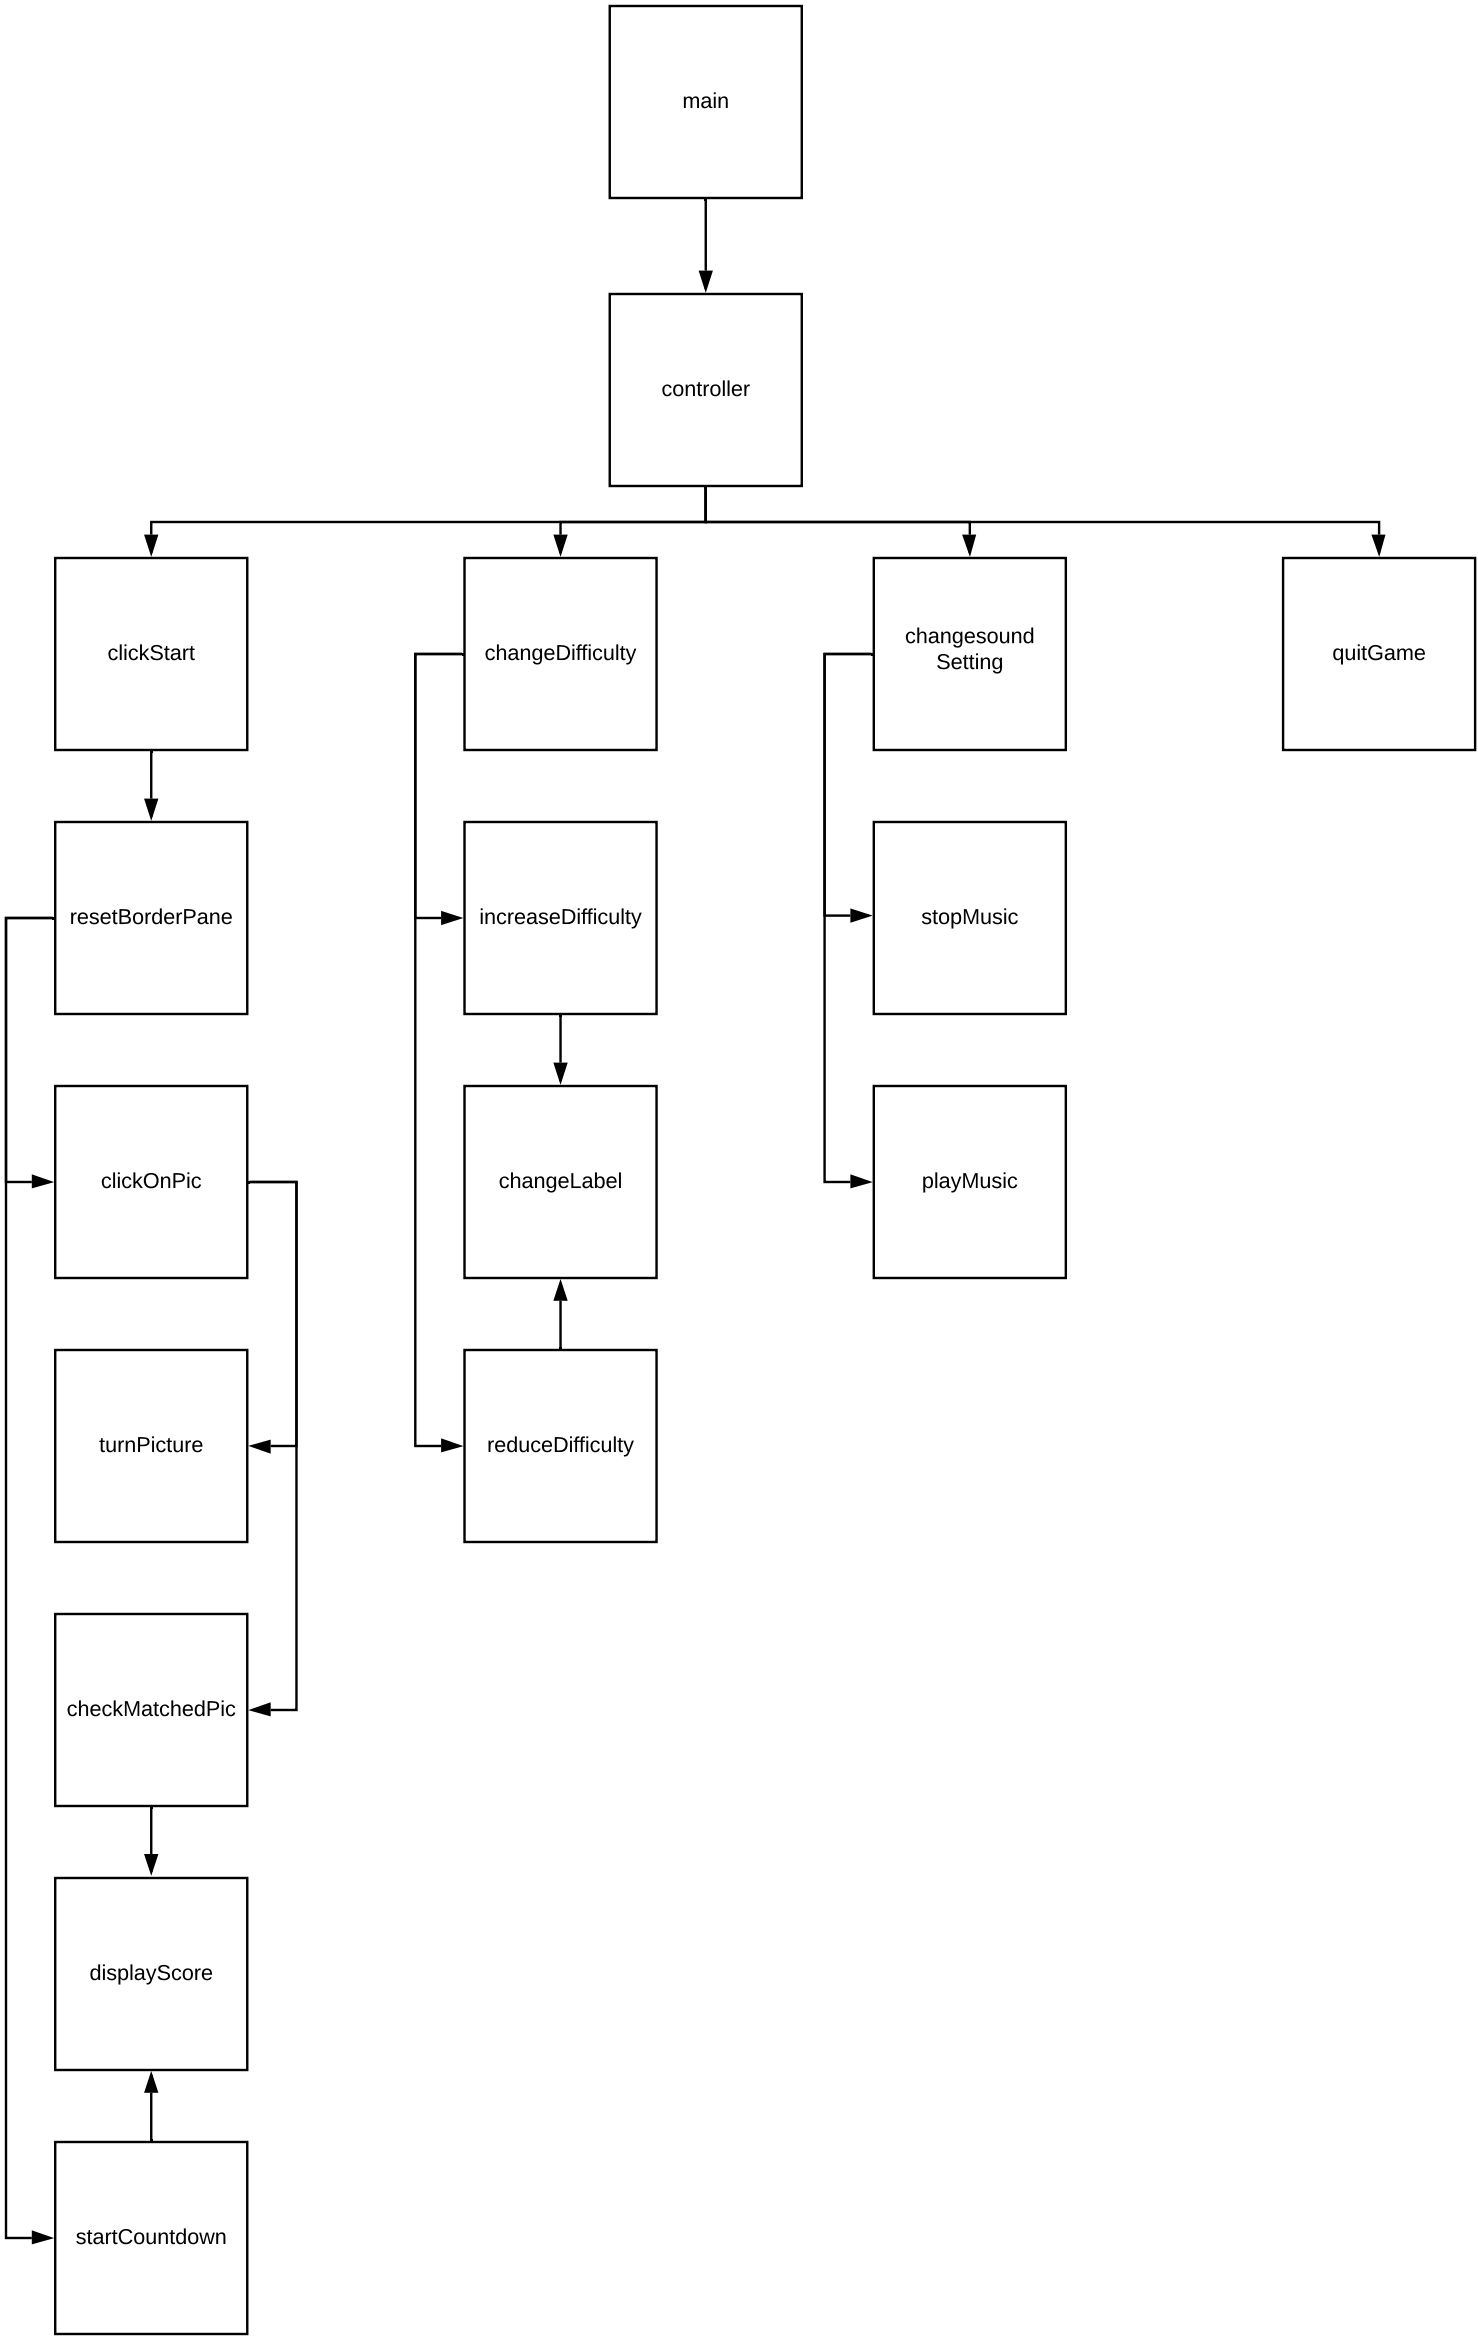 main
controller
clickStart
changeDifficulty
changesound
Setting
quitGame
resetBorderPane
increaseDifficulty
stopMusic
clickOnPic
changeLabel
playMusic
turnPicture
reduceDifficulty
checkMatchedPic
displayScore
startCountdown